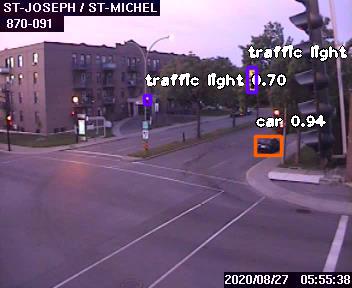 ST-JOSEPH / ST-MICHEL
870-091
traffic light
traffic light 0.70
car 0.94
2020/08/27 05:55:38